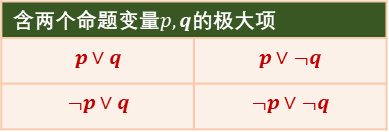 含两个命题变量p,q的极大项
p ∨ q p ∨ ¬q
¬p ∨ q ¬p ∨ ¬q